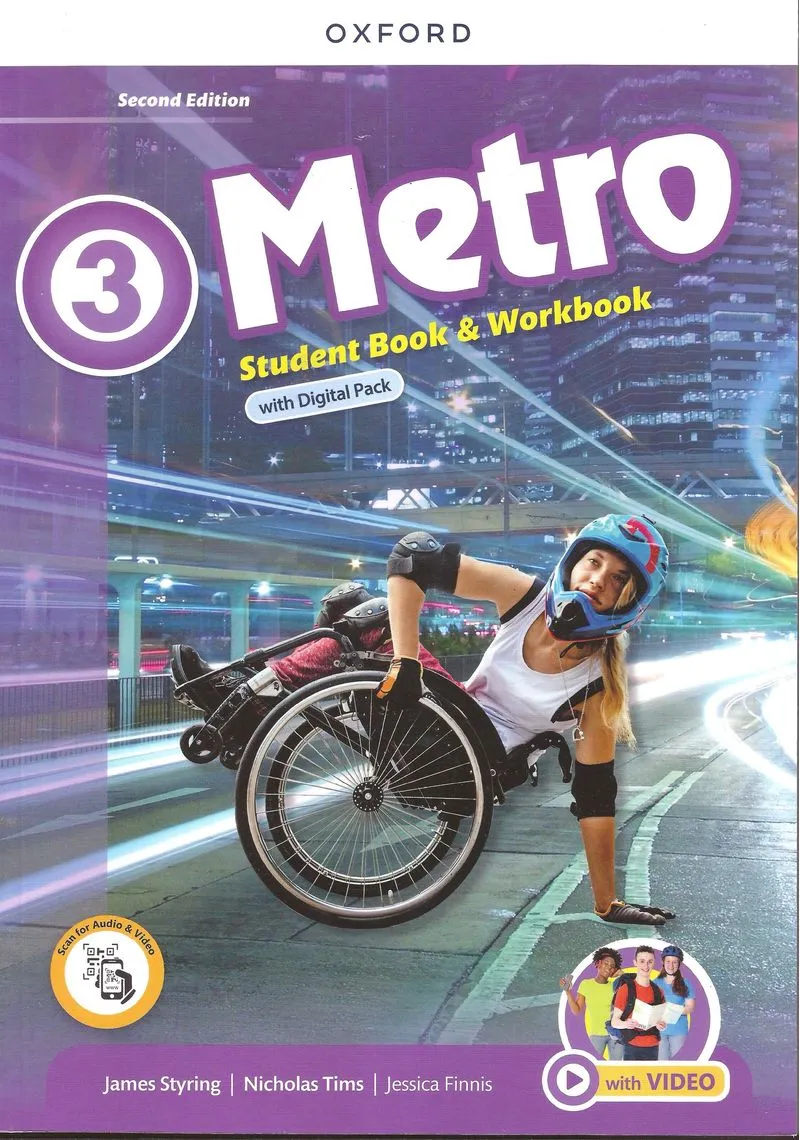 OXFORD
Second Edition
3
Metro
Student Book & Workbook
with Digital Pack
Scan for Audio & Video
www
James Styring | Nicholas Tims | Jessica Finnis
with VIDEO